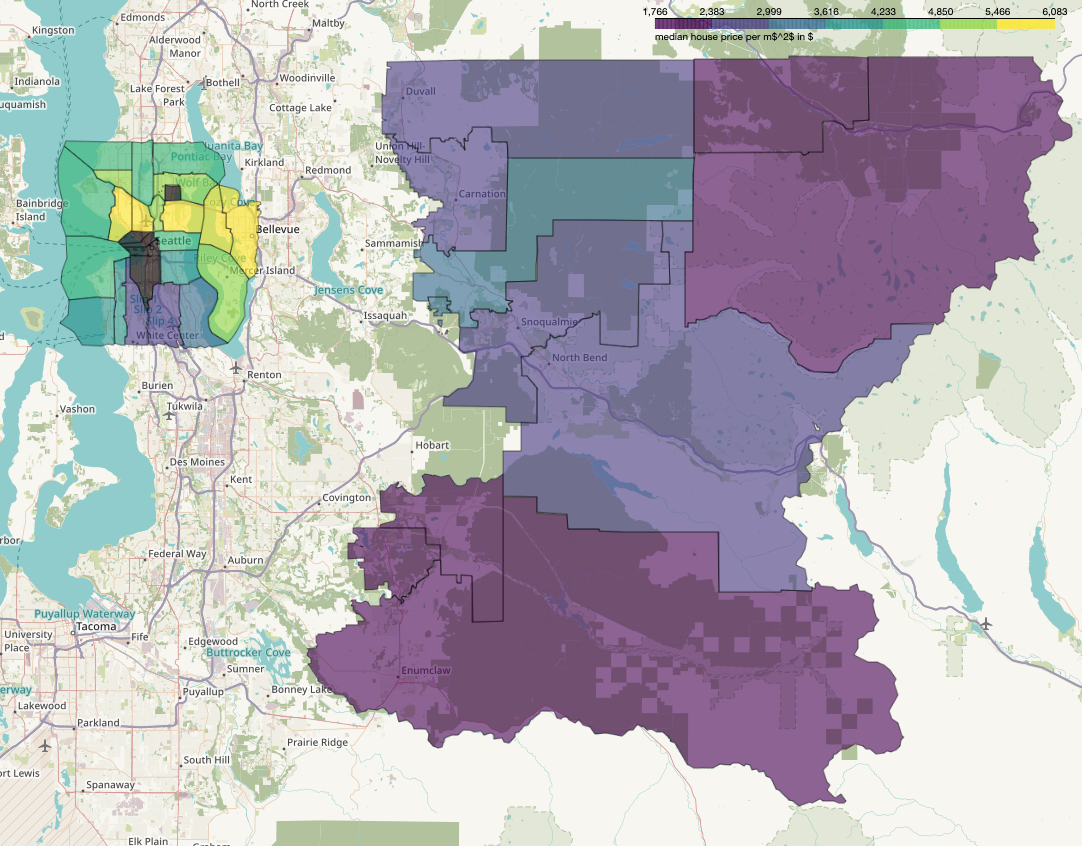 North Creek
Edmonds
Maltby
Kingston
Alderwood
Manor
1,766 2,383 2,999 3,616 4,233 4,850 5,466 6,083
median house price per m$^2$ in $
Indianola
Bothell
Woodinville
Lake Forest
Park
Duvall
uquamish
Cottage Lake
Juanita Bay
Pontiac Bay
Kirkland
Union Hill-
Novelty Hill
Redmond
Wolf B
Bainbridge
Island
Cozy Cove
Carnation
Bellevue
Seattle
Sammamish
Riley Cove
Mercer Island
Jensens Cove
Slip 1
Slip 2
Slip 4
Issaquah
Snoqualmie
White Center
North Bend
Renton
Burien
Vashon
Tukwila
Hobart
Des Moines
Kent
Covington
rbor
Federal Way
Auburn
Puyallup Waterway
Tacoma
University
Place
Fife
Edgewood
Buttrocker Cove
Sumner
Enumclaw
erway
Puyallup
Bonney Lake
Lakewood
Parkland
Prairie Ridge
South Hill
ort Lewis
Spanaway
Elk Plain
Graham